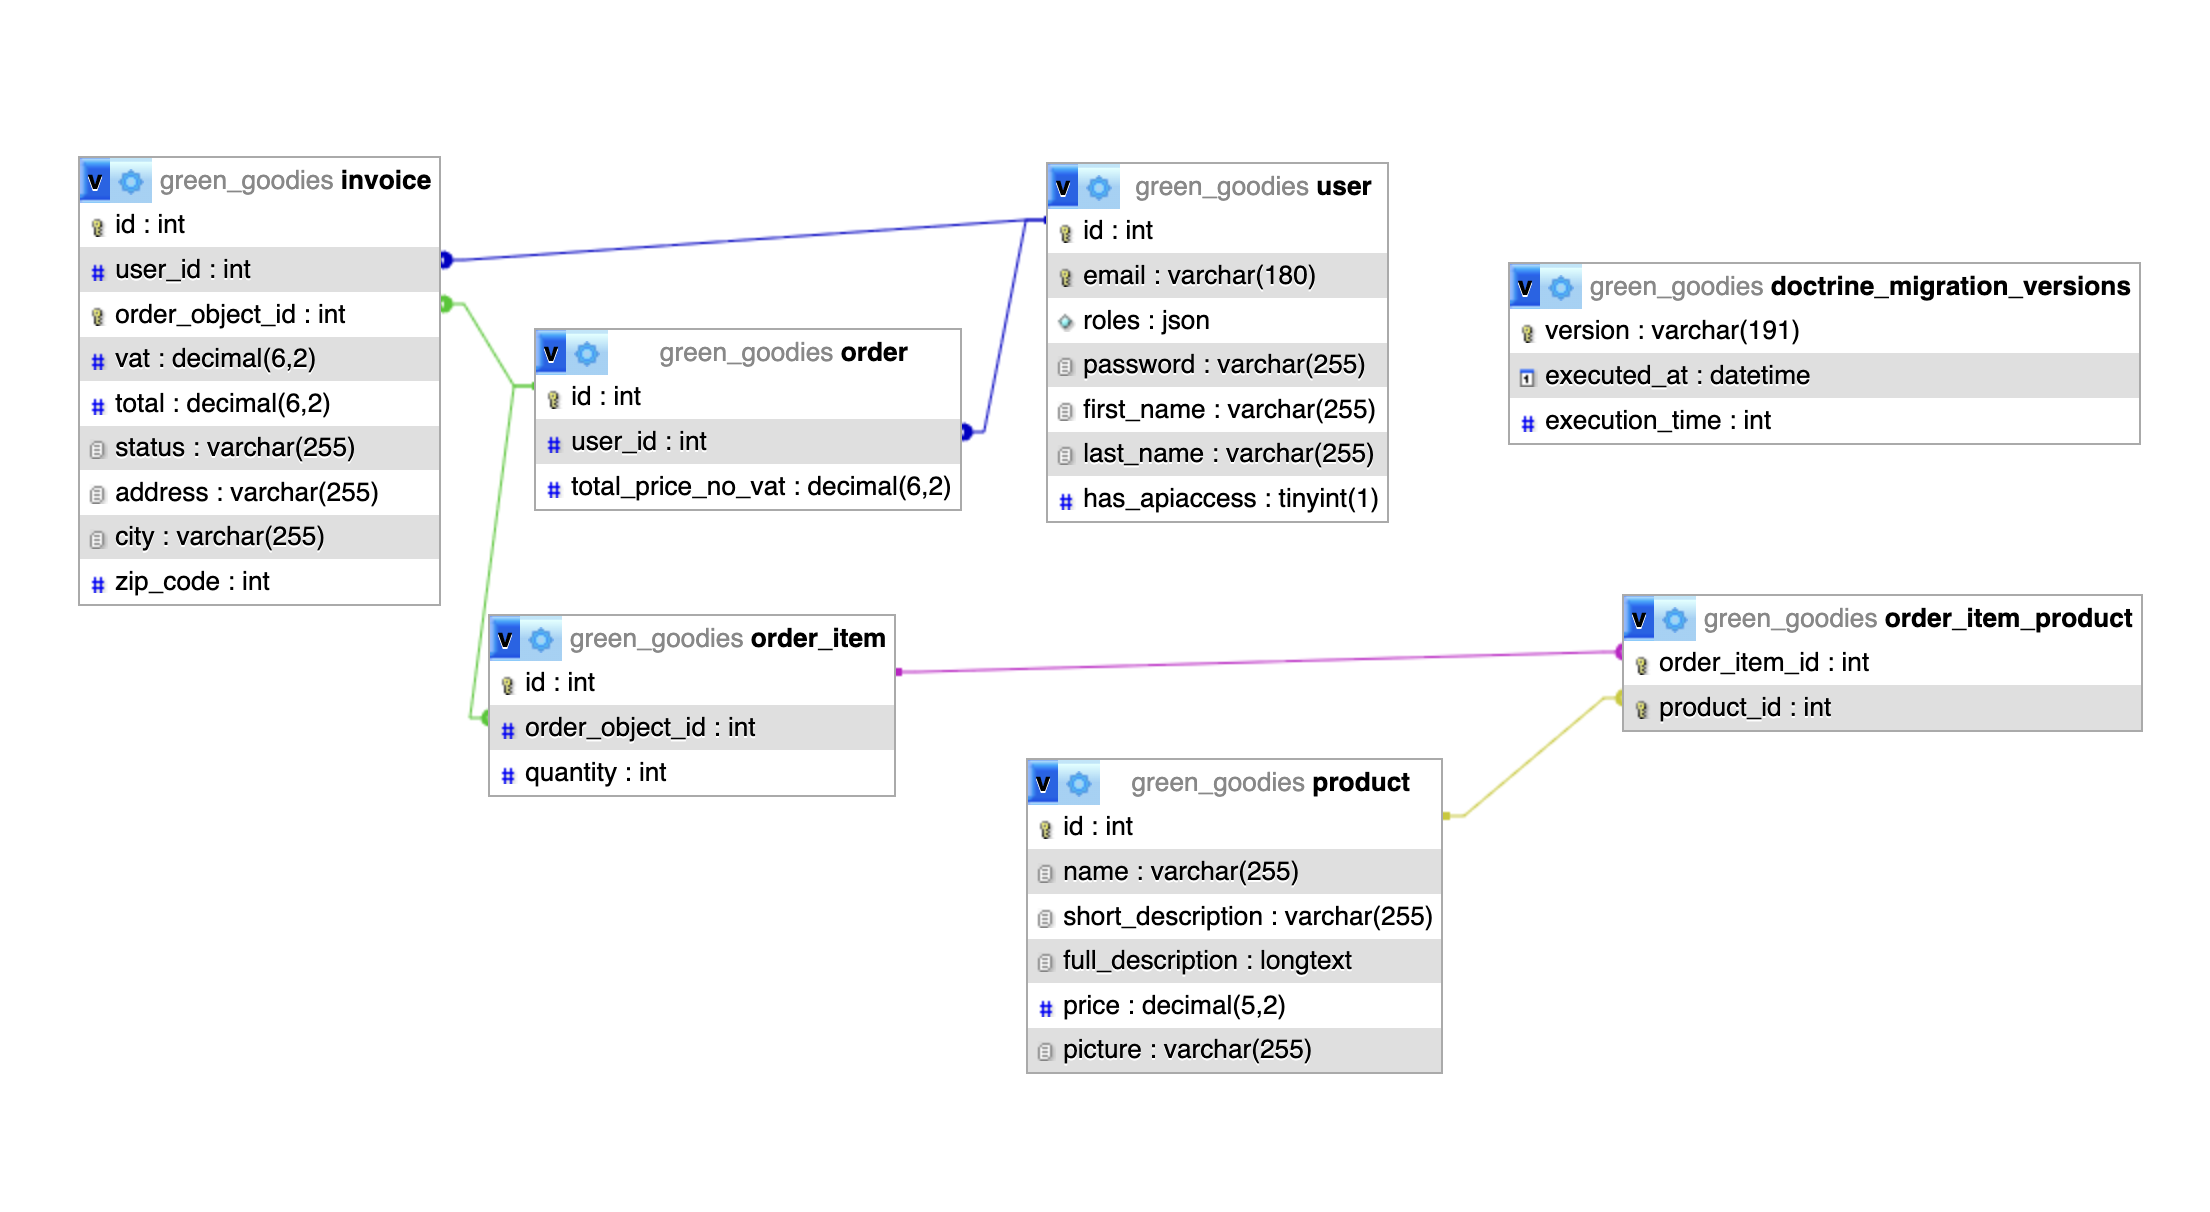 v green_goodies invoice
id : int
user_id : int
order_object_id : int
vat : decimal(6,2)
total : decimal(6,2)
status : varchar(255)
address : varchar(255)
city : varchar(255)
zip_code : int
v green_goodies order
id : int
user_id : int
total_price_no_vat : decimal(6,2)
v green_goodies user
id : int
email : varchar(180)
roles : json
password : varchar(255)
first_name : varchar(255)
last_name : varchar(255)
has_apiaccess : tinyint(1)
v green_goodies doctrine_migration_versions
version : varchar(191)
executed_at : datetime
execution_time : int
v green_goodies order_item
id : int
order_object_id : int
quantity : int
v green_goodies order_item_product
order_item_id : int
product_id : int
v green_goodies product
id : int
name : varchar(255)
short_description : varchar(255)
full_description : longtext
price : decimal(5,2)
picture : varchar(255)